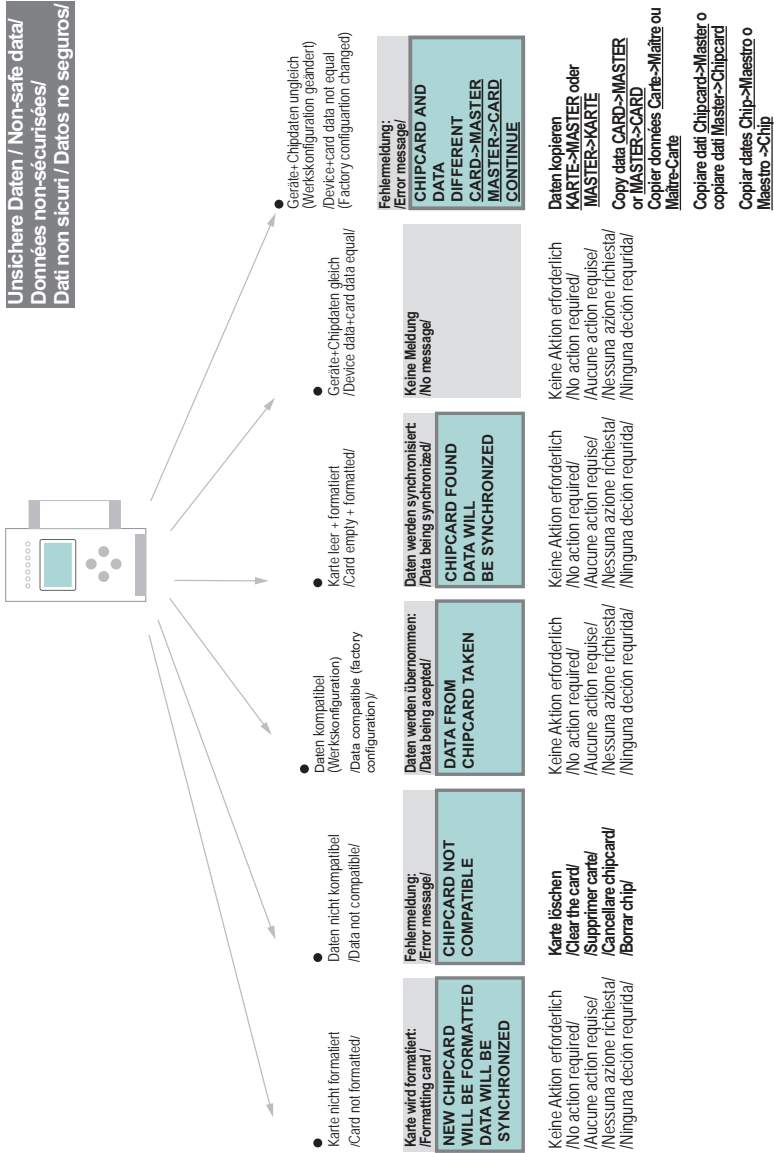 Unsichere Daten / Non-safe data/
Données non-sécurisées/
Dati non sicuri / Datos no seguros/
Karte nicht formatiert
/Card not formatted/
Karte wird formatiert:
/Formatting card /
NEW CHIPCARD
WILL BE FORMATTED
DATA WILL BE
SYNCHRONIZED
Keine Aktion erforderlich
/No action required/
/Aucune action requise/
/Nessuna azione richiesta/
/Ninguna deción requrida/
Daten nicht kompatibel
/Data not compatible/
Fehlermeldung:
/Error message/
CHIPCARD NOT
COMPATIBLE
Karte löschen
/Clear the card/
/Supprimer carte/
/Cancellare chipcard/
/Borrar chip/
Daten kompatibel
(Werkskonfiguration)
/Data compatible (factory
configuration)/
Daten werden übernommen:
/Data being acepted/
DATA FROM
CHIPCARD TAKEN
Keine Aktion erforderlich
/No action required/
/Aucune action requise/
/Nessuna azione richiesta/
/Ninguna deción requrida/
Karte leer + formatiert
/Card empty + formatted/
Daten werden synchronisiert:
/Data being synchronized/
CHIPCARD FOUND
DATA WILL
BE SYNCHRONIZED
Keine Aktion erforderlich
/No action required/
/Aucune action requise/
/Nessuna azione richiesta/
/Ninguna deción requrida/
Geräte+Chipdaten gleich
/Device data+card data equal/
Keine Meldung
/No message/
Keine Aktion erforderlich
/No action required/
/Aucune action requise/
/Nessuna azione richiesta/
/Ninguna deción requrida/
Geräte+Chipdaten ungleich
(Werkskonfiguration geändert)
/Device+card data not equal
(Factory configuartion changed)
Fehlermeldung:
/Error message/
CHIPCARD AND
DATA
DIFFERENT
CARD->MASTER
MASTER->CARD
CONTINUE
Daten kopieren
KARTE->MASTER oder
MASTER->KARTE
Copy data CARD->MASTER
or MASTER->CARD
Copier données Carte->Maître ou
Maître-Carte
Copiare dati Chipcard->Master o
copiare dati Master->Chipcard
Copiar dates Chip->Maestro o
Maestro ->Chip